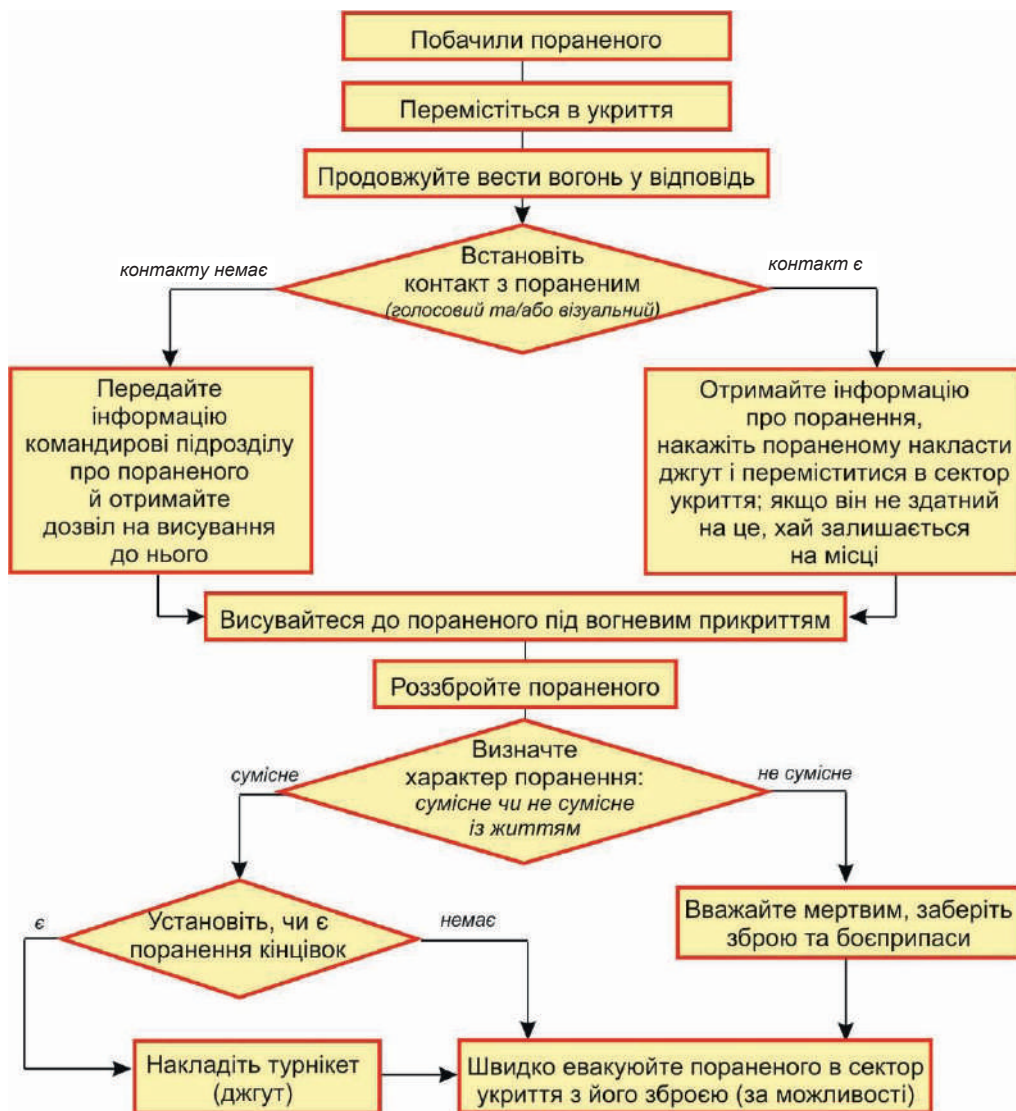 Побачили пораненого
Перемістіться в укриття
Продовжуйте вести вогонь у відповідь
Встановіть
контакт з пораненим
(голосовий та/або візуальний)
контакту немає
контакт є
Передайте
інформацію
командирові підрозділу
про пораненого
й отримайте
дозвіл на висування
до нього
Отримайте інформацію
про поранення,
накажіть пораненому накласти
джгут і переміститися в сектор
укриття; якщо він не здатний
на це, хай залишається
на місці
Висувайтеся до пораненого під вогневим прикриттям
Роззбройте пораненого
Визначте
характер поранення:
сумісне чи не сумісне
із життям
сумісне
не сумісне
Установіть, чи є
поранення кінцівок
є
немає
Вважайте мертвим, заберіть
зброю та боєприпаси
Накладіть турнікет
(джгут)
Швидко евакуюйте пораненого в сектор
укриття з його зброєю (за можливості)